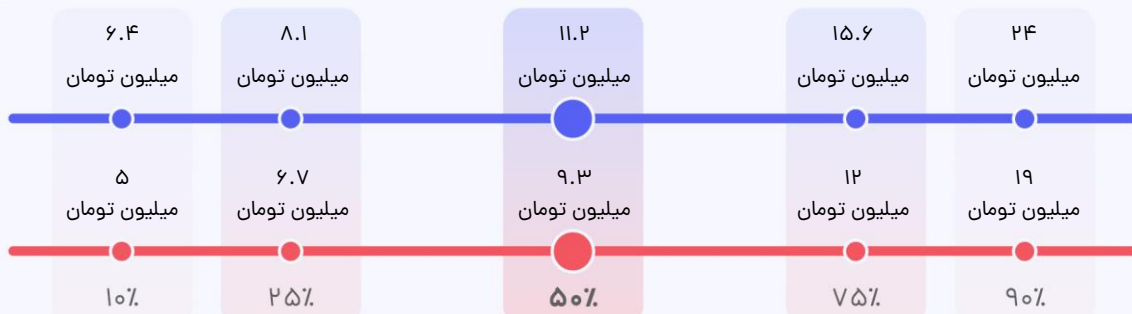 ۶.۴ ۸.۱ ۱۱.۲ ۱۵.۶ ۲۴
میلیون تومان میلیون تومان میلیون تومان میلیون تومان میلیون تومان
۵ ۶.۷ ۹.۳ ۱۲ ۱۹
میلیون تومان میلیون تومان میلیون تومان میلیون تومان میلیون تومان
۱۰٪ ۲۵٪ ۵۰٪ ۷۵٪ ۹۰٪